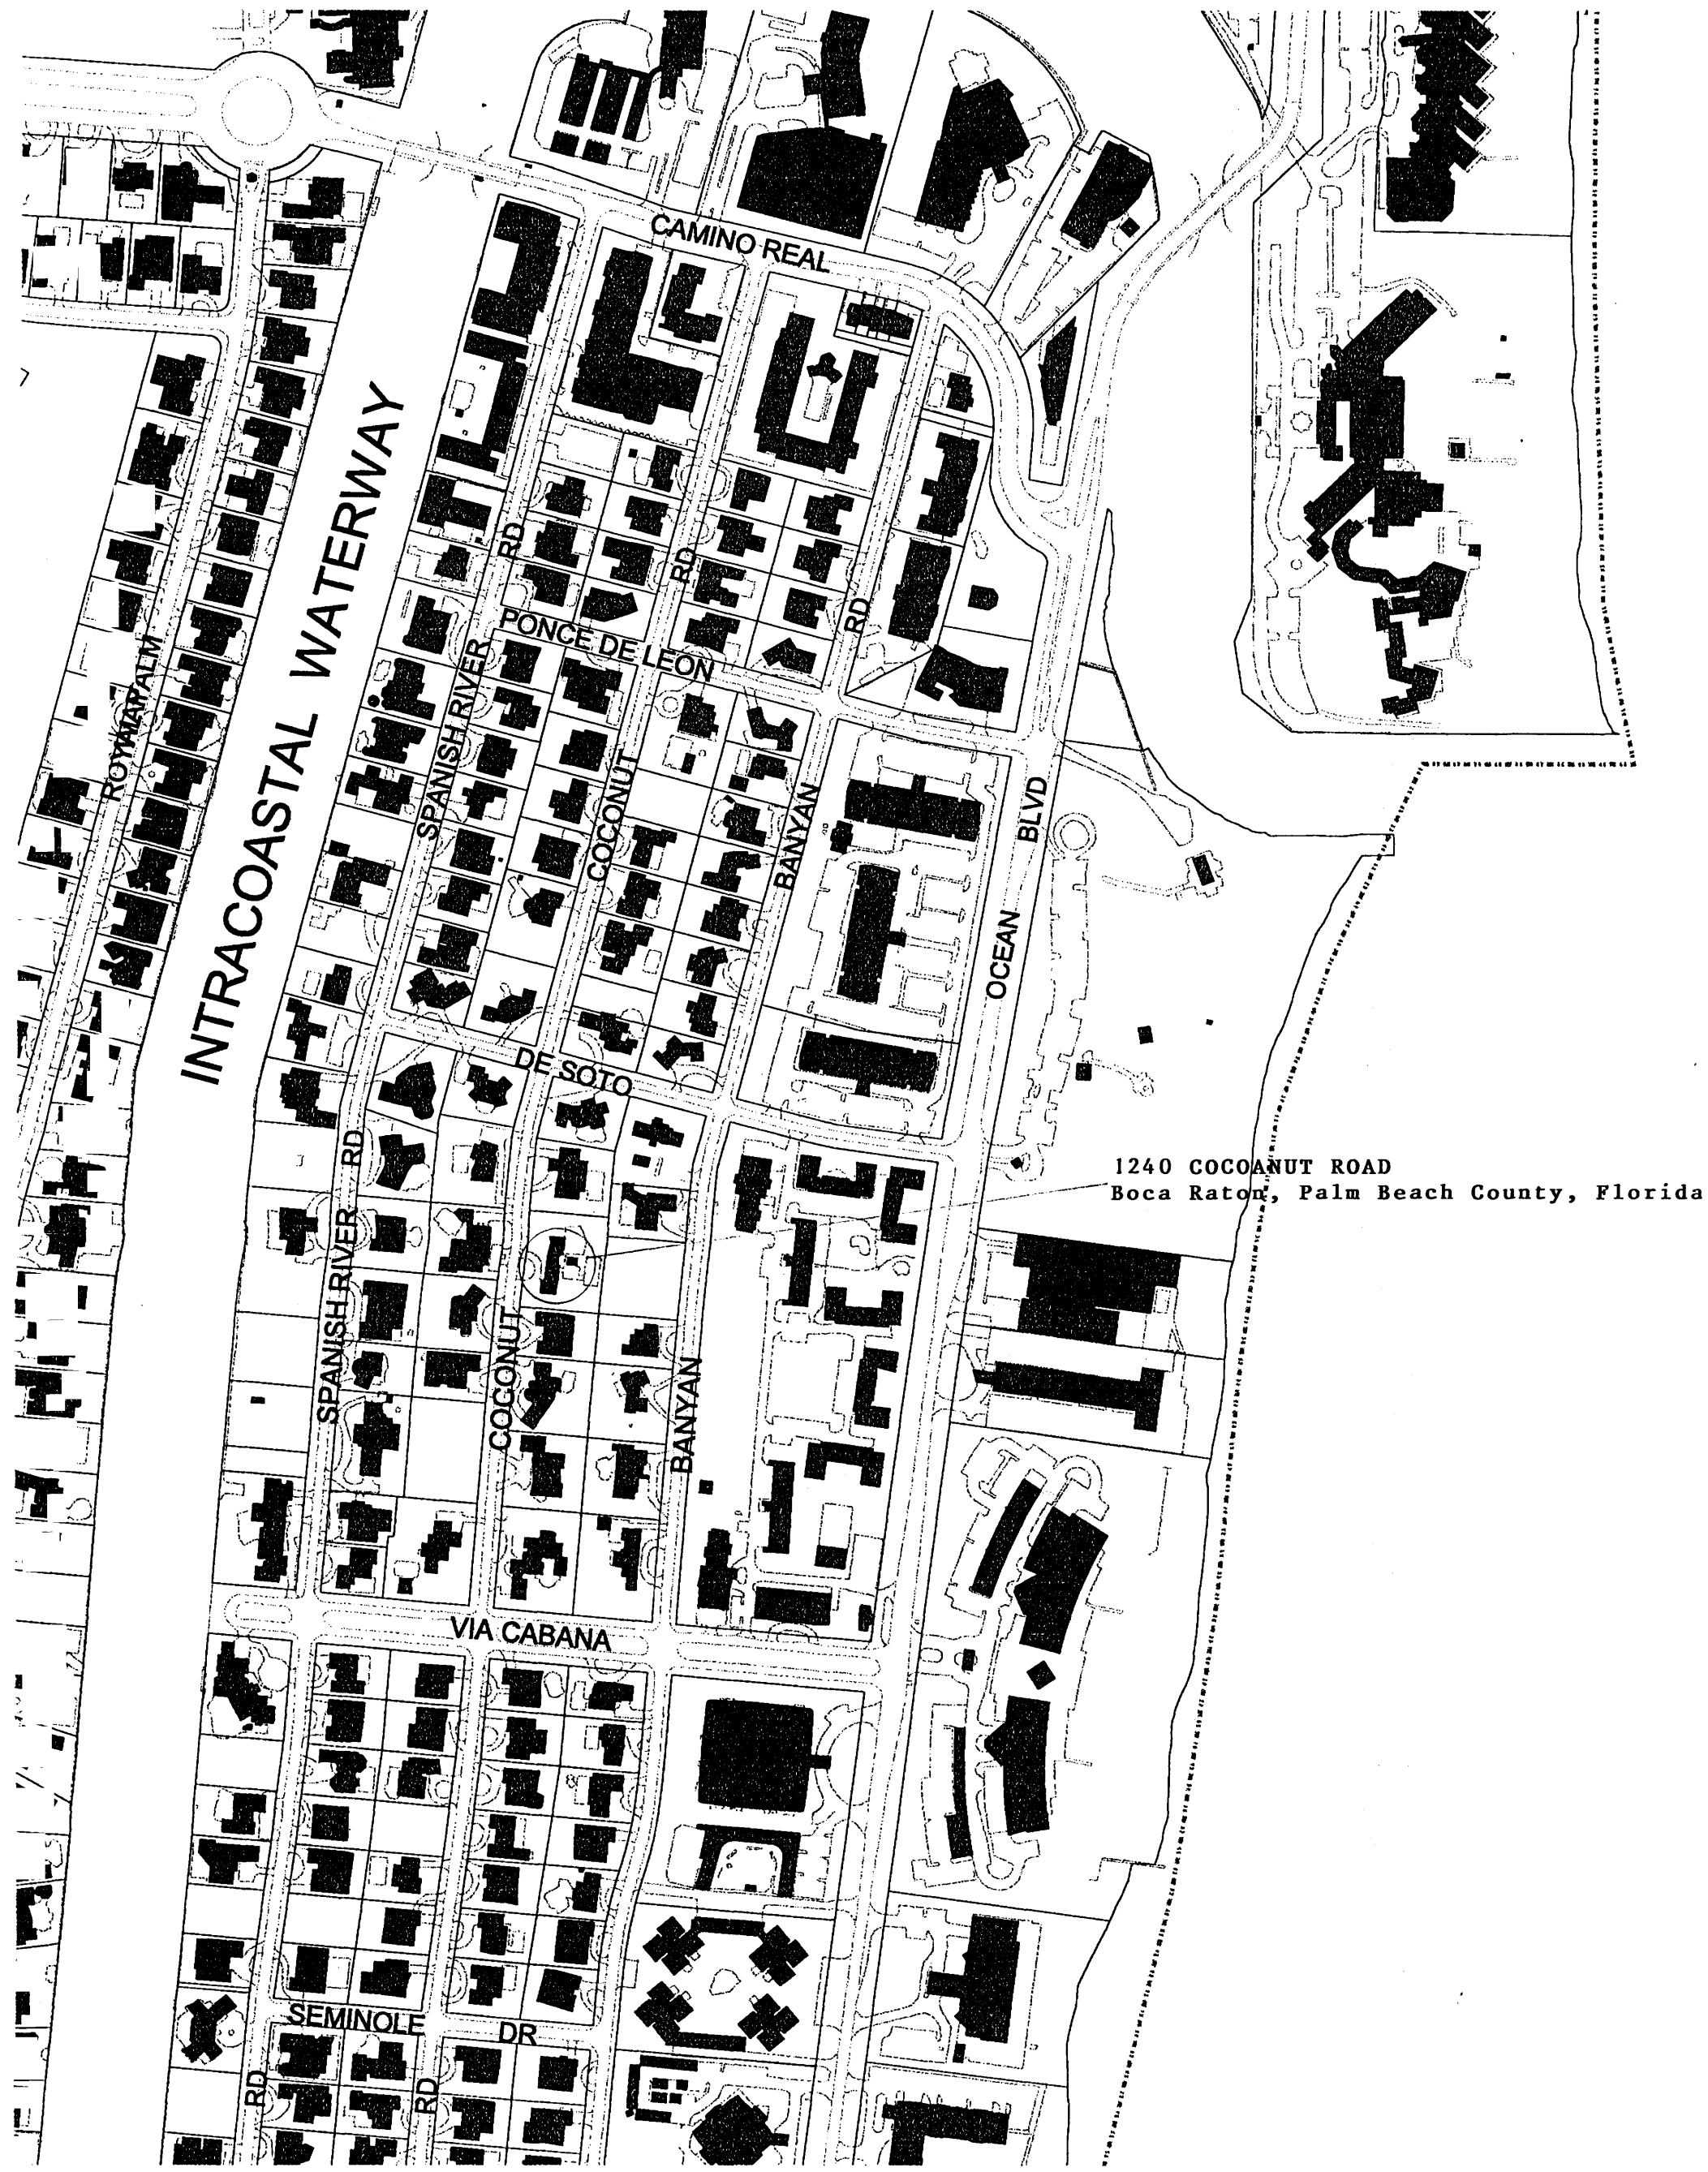 CAMINO REAL
INTRACOASTAL WATERWAY
RD
RD
RD
PONCE DE LEON
SPANISH RIVER
COCONUT
BANYAN
OCEAN BLVD
DE SOTO
1240 COCOANUT ROAD
Boca Raton, Palm Beach County, Florida
SPANISH RIVER RD
COCONUT
BANYAN
VIA CABANA
SEMINOLE DR
RD
RD